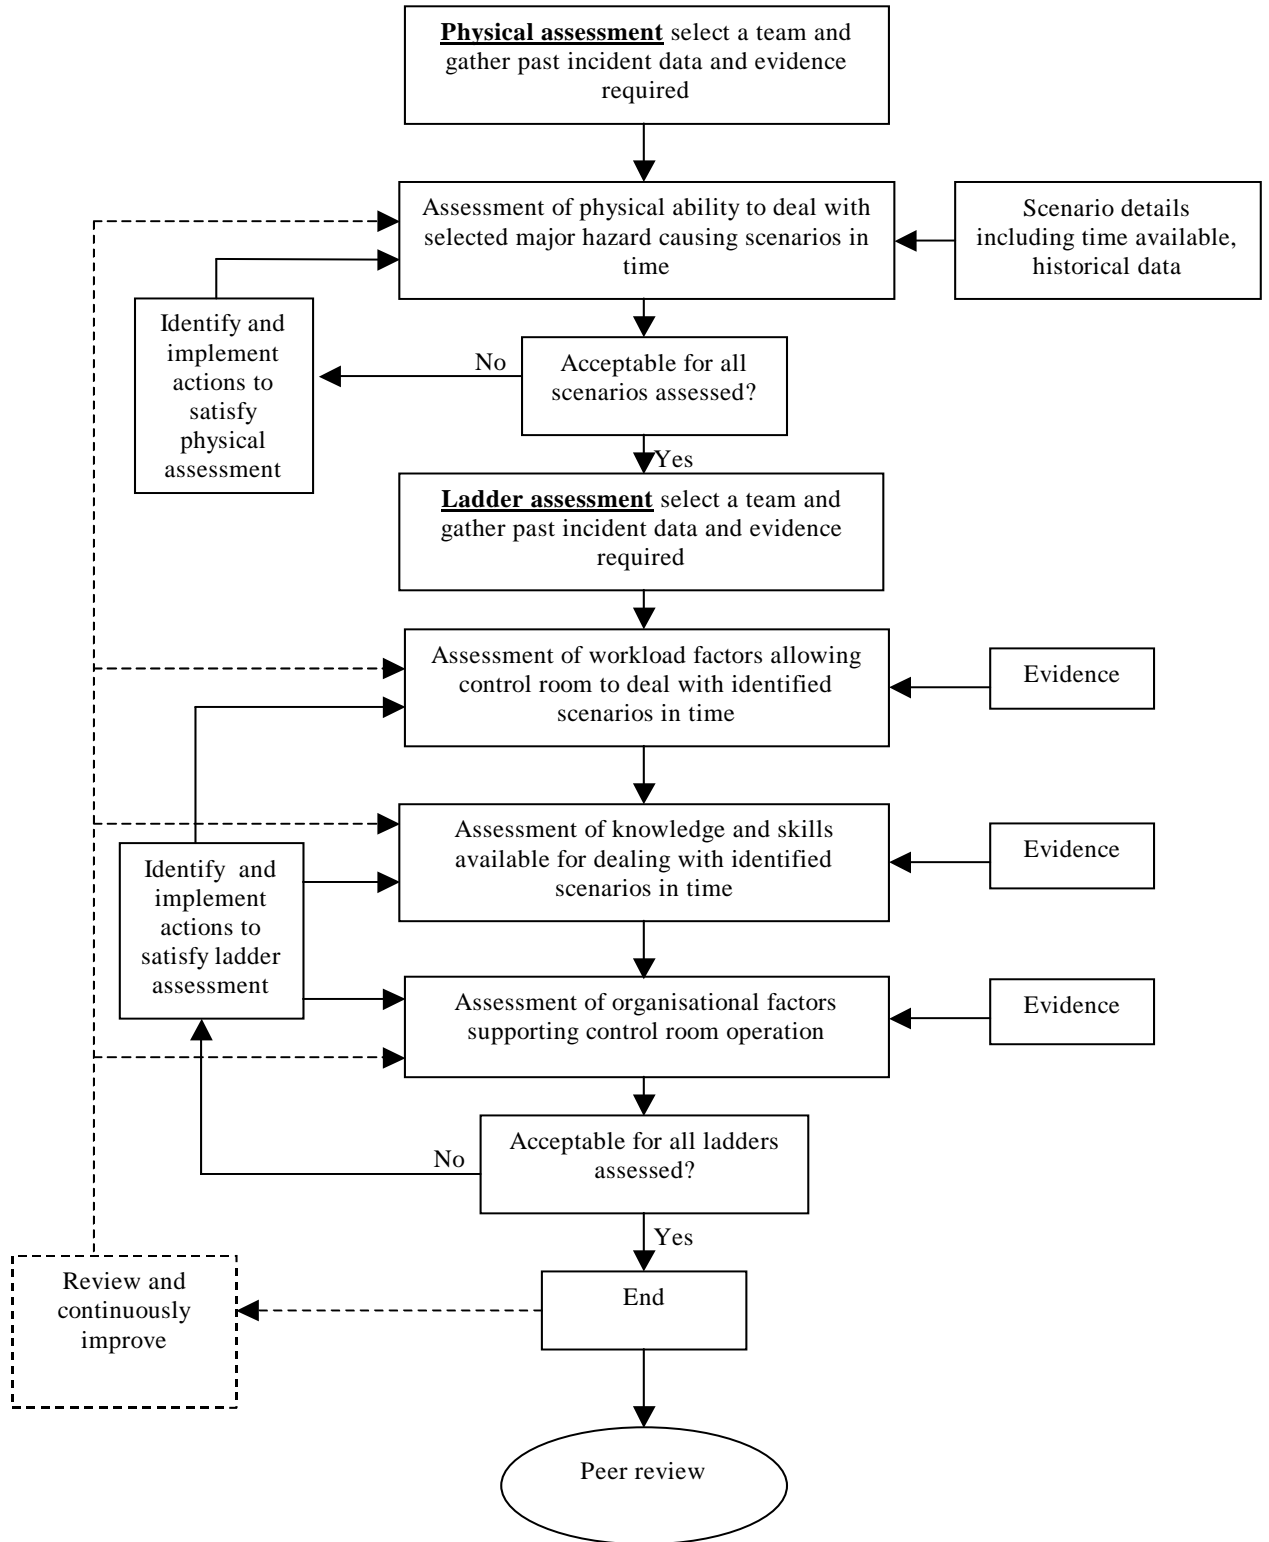 Physical assessment select a team and
gather past incident data and evidence
required
Assessment of physical ability to deal with
selected major hazard causing scenarios in
time
Scenario details
including time available,
historical data
Identify and
implement
actions to
satisfy
physical
assessment
No
Acceptable for all
scenarios assessed?
Yes
Ladder assessment select a team and
gather past incident data and evidence
required
Assessment of workload factors allowing
control room to deal with identified
scenarios in time
Evidence
Assessment of knowledge and skills
available for dealing with identified
scenarios in time
Evidence
Identify and
implement
actions to
satisfy ladder
assessment
Assessment of organisational factors
supporting control room operation
Evidence
No
Acceptable for all ladders
assessed?
Yes
Review and
continuously
improve
End
Peer review